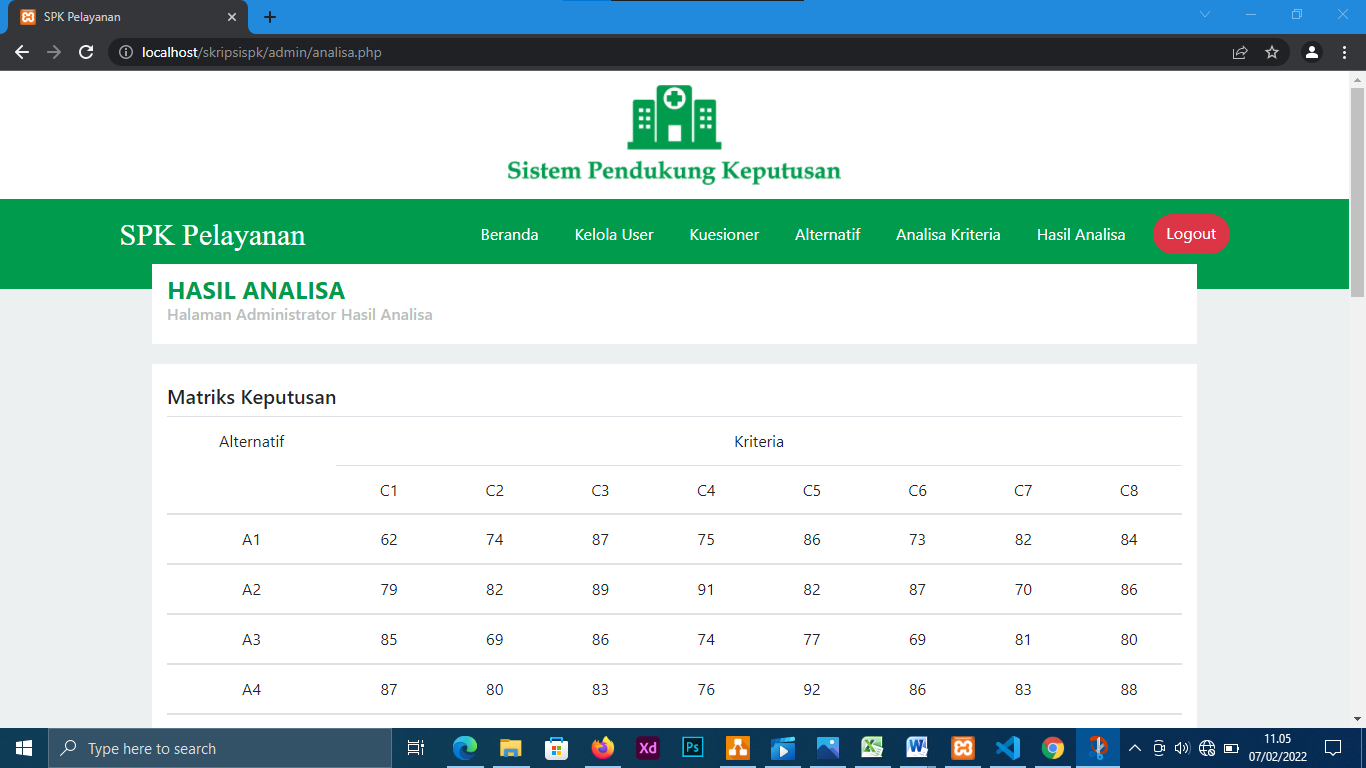 SPK Pelayanan
localhost/skripsispk/admin/analisa.php
Sistem Pendukung Keputusan
SPK Pelayanan Beranda Kelola User Kuesioner Alternatif Analisa Kriteria Hasil Analisa Logout
HASIL ANALISA
Halaman Administrator Hasil Analisa
Matriks Keputusan
Alternatif Kriteria
C1 C2 C3 C4 C5 C6 C7 C8
A1 62 74 87 75 86 73 82 84
A2 79 82 89 91 82 87 70 86
A3 85 69 86 74 77 69 81 80
A4 87 80 83 76 92 86 83 88
Type here to search
Xd
Ps
11.05
07/02/2022